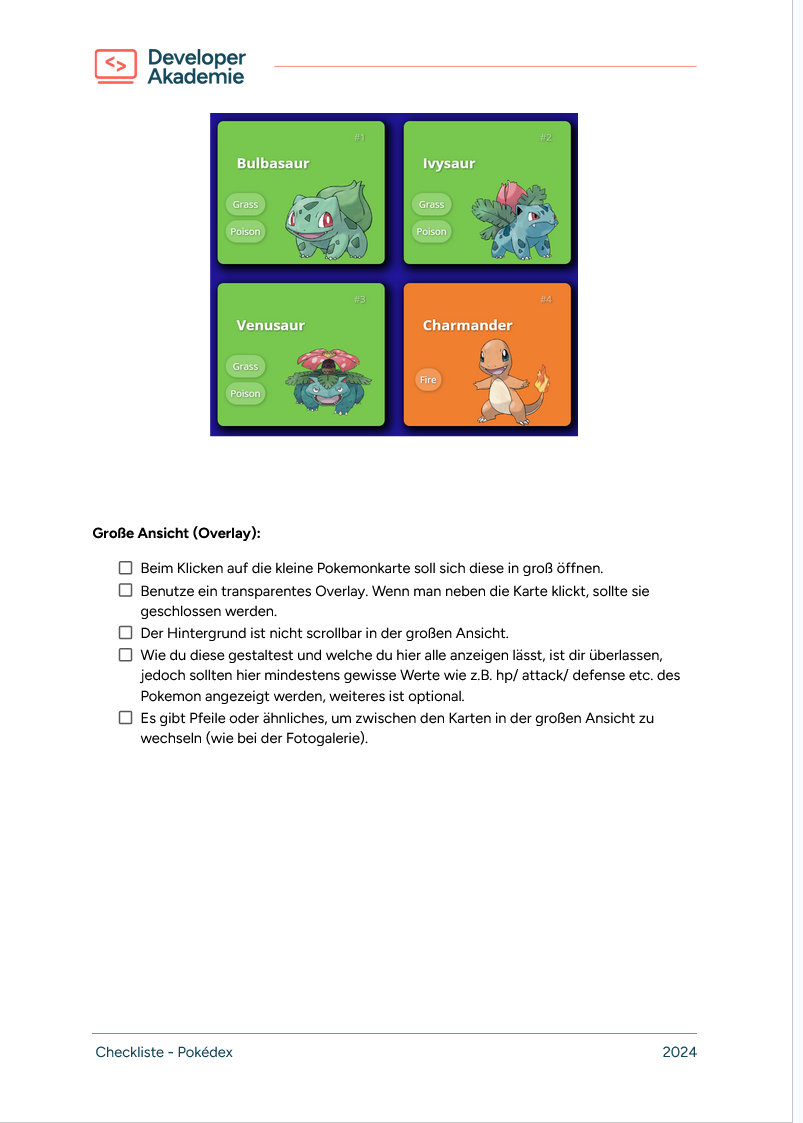 Developer
Akademie
#1
Bulbasaur
Grass
Poison
#2
Ivysaur
Grass
Poison
#3
Venusaur
Grass
Poison
#4
Charmander
Fire
Große Ansicht (Overlay):
Beim Klicken auf die kleine Pokemonkarte soll sich diese in groß öffnen.
Benutze ein transparentes Overlay. Wenn man neben die Karte klickt, sollte sie
geschlossen werden.
Der Hintergrund ist nicht scrollbar in der großen Ansicht.
Wie du diese gestaltest und welche du hier alle anzeigen lässt, ist dir überlassen,
jedoch sollten hier mindestens gewisse Werte wie z.B. hp/ attack/ defense etc. des
Pokemon angezeigt werden, weiteres ist optional.
Es gibt Pfeile oder ähnliches, um zwischen den Karten in der großen Ansicht zu
wechseln (wie bei der Fotogalerie).
Checkliste - Pokédex
2024